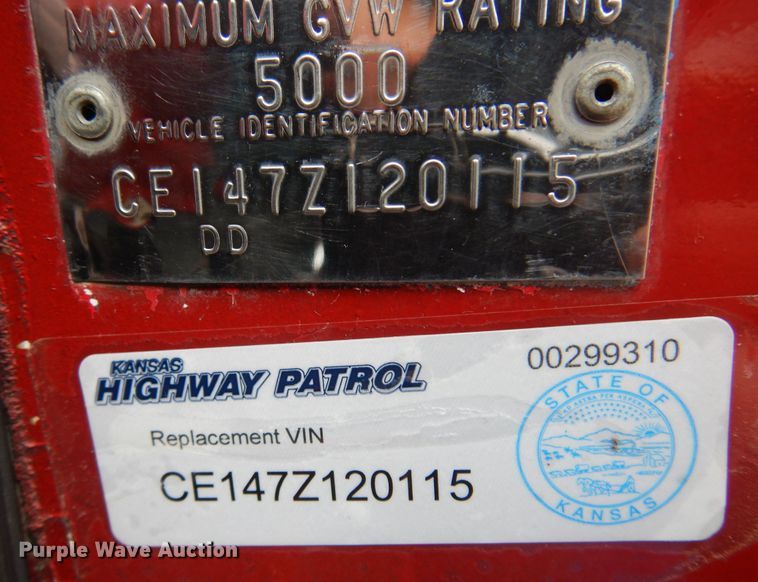 MAXIMUM GVW RATING
5000
VEHICLE IDENTIFICATION NUMBER
CE147Z120115
DD
KANSAS
HIGHWAY PATROL
00299310
Replacement VIN
CE147Z120115
STATE OF
KANSAS
Purple Wave Auction